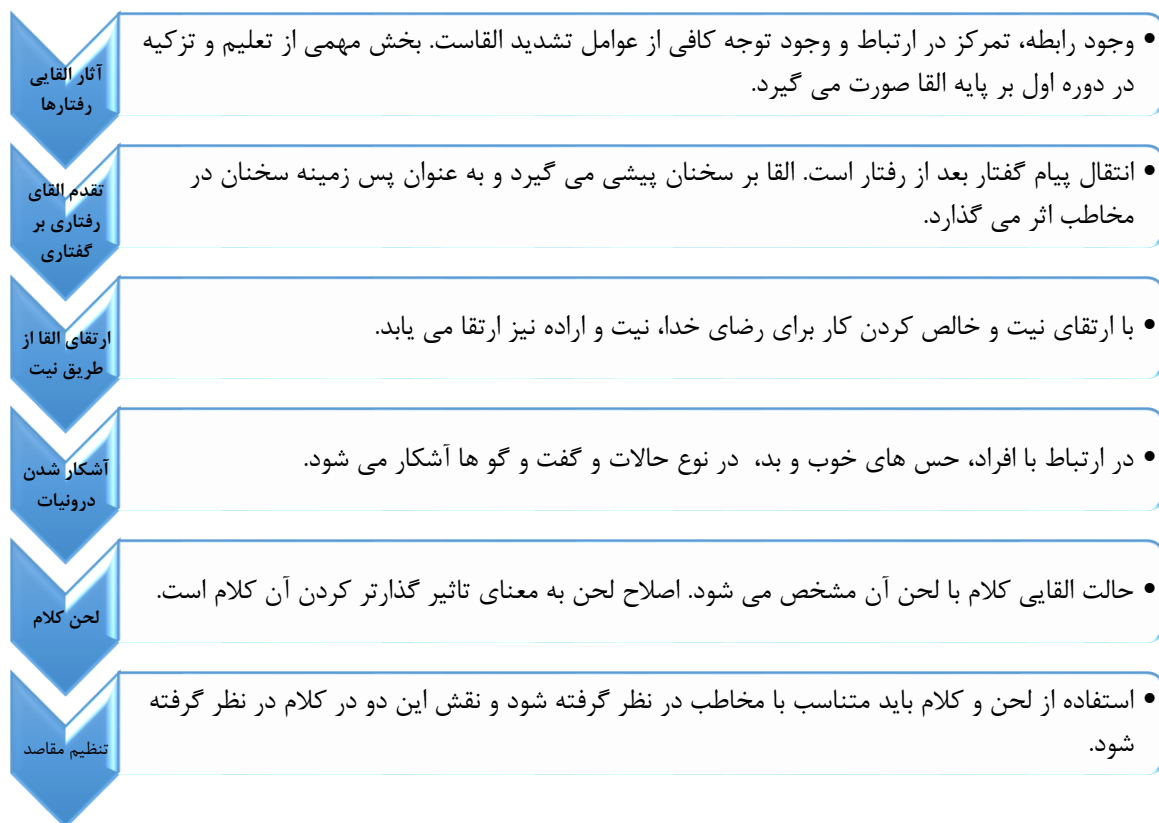 آثار القایی
رفتارها
• وجود رابطه، تمرکز در ارتباط و وجود توجه کافی از عوامل تشدید القاست. بخش مهمی از تعلیم و تزکیه
در دوره اول بر پایه القا صورت می گیرد.
تقدم القای
رفتاری بر
گفتاری
• انتقال پیام گفتار بعد از رفتار است. القا بر سخنان پیشی می گیرد و به عنوان پس زمینه سخنان در
مخاطب اثر می گذارد.
ارتقای القا از
طریق نیت
• با ارتقای نیت و خالص کردن کار برای رضای خدا، نیت و اراده نیز ارتقا می یابد.
آشکار شدن
درونیات
• در ارتباط با افراد، حس های خوب و بد، در نوع حالات و گفت و گو ها آشکار می شود.
لحن کلام
• حالت القایی کلام با لحن آن مشخص می شود. اصلاح لحن به معنای تاثیر گذارتر کردن آن کلام است.
تنظیم مقاصد
• استفاده از لحن و کلام باید متناسب با مخاطب در نظر گرفته شود و نقش این دو در کلام در نظر گرفته
شود.